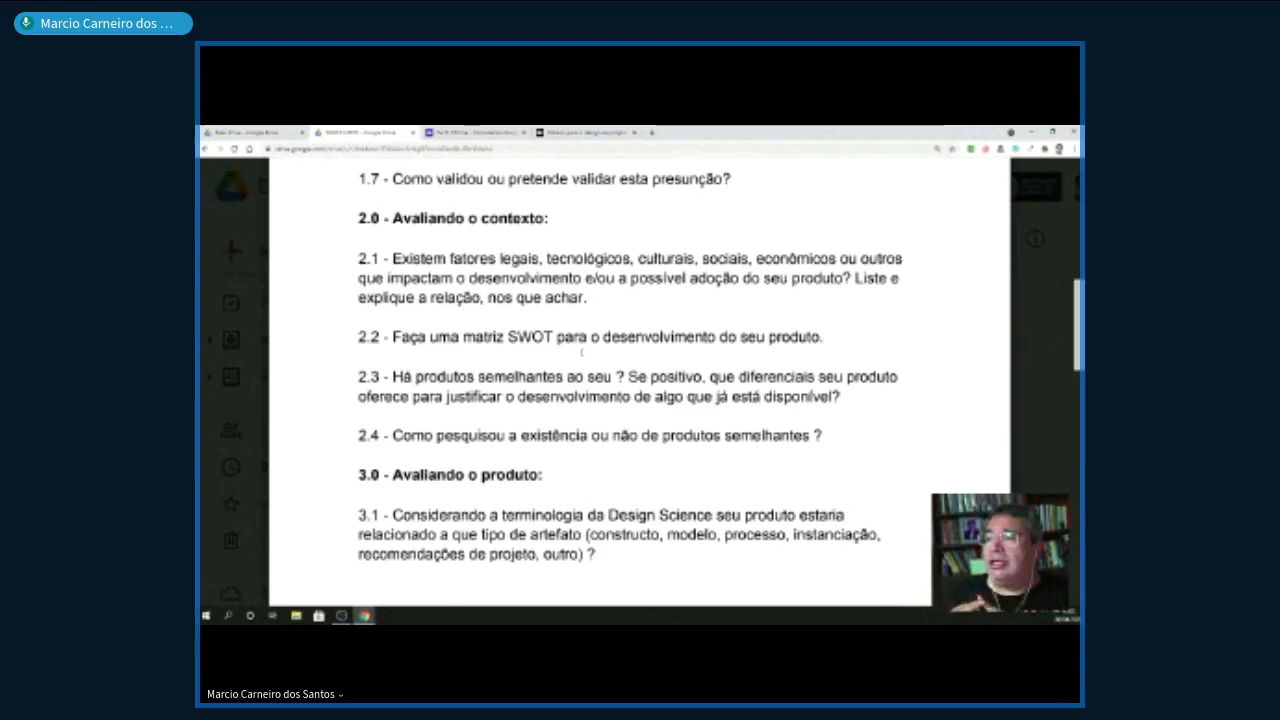 Marcio Carneiro dos ...
1.7 - Como validou ou pretende validar esta presunção?
2.0 - Avaliando o contexto:
2.1 - Existem fatores legais, tecnológicos, culturais, sociais, econômicos ou outros
que impactam o desenvolvimento e/ou a possível adoção do seu produto? Liste e
explique a relação, nos que achar.
2.2 - Faça uma matriz SWOT para o desenvolvimento do seu produto.
2.3 - Há produtos semelhantes ao seu ? Se positivo, que diferenciais seu produto
oferece para justificar o desenvolvimento de algo que já está disponível?
2.4 - Como pesquisou a existência ou não de produtos semelhantes ?
3.0 - Avaliando o produto:
3.1 - Considerando a terminologia da Design Science seu produto estaria
relacionado a que tipo de artefato (constructo, modelo, processo, instanciação,
recomendações de projeto, outro) ?
Marcio Carneiro dos Santos